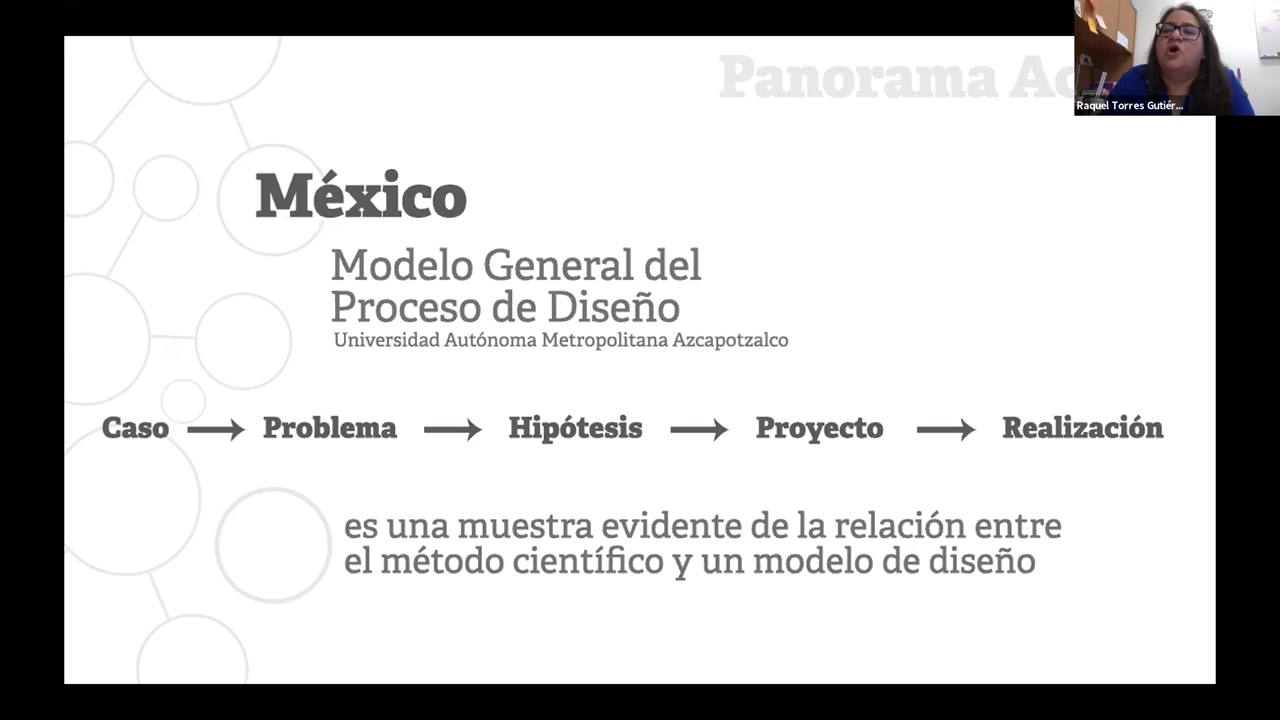 Panorama
Raquel Torres Gutiér...
México
Modelo General del
Proceso de Diseño
Universidad Autónoma Metropolitana Azcapotzalco
Caso → Problema → Hipótesis → Proyecto → Realización
es una muestra evidente de la relación entre
el método científico y un modelo de diseño